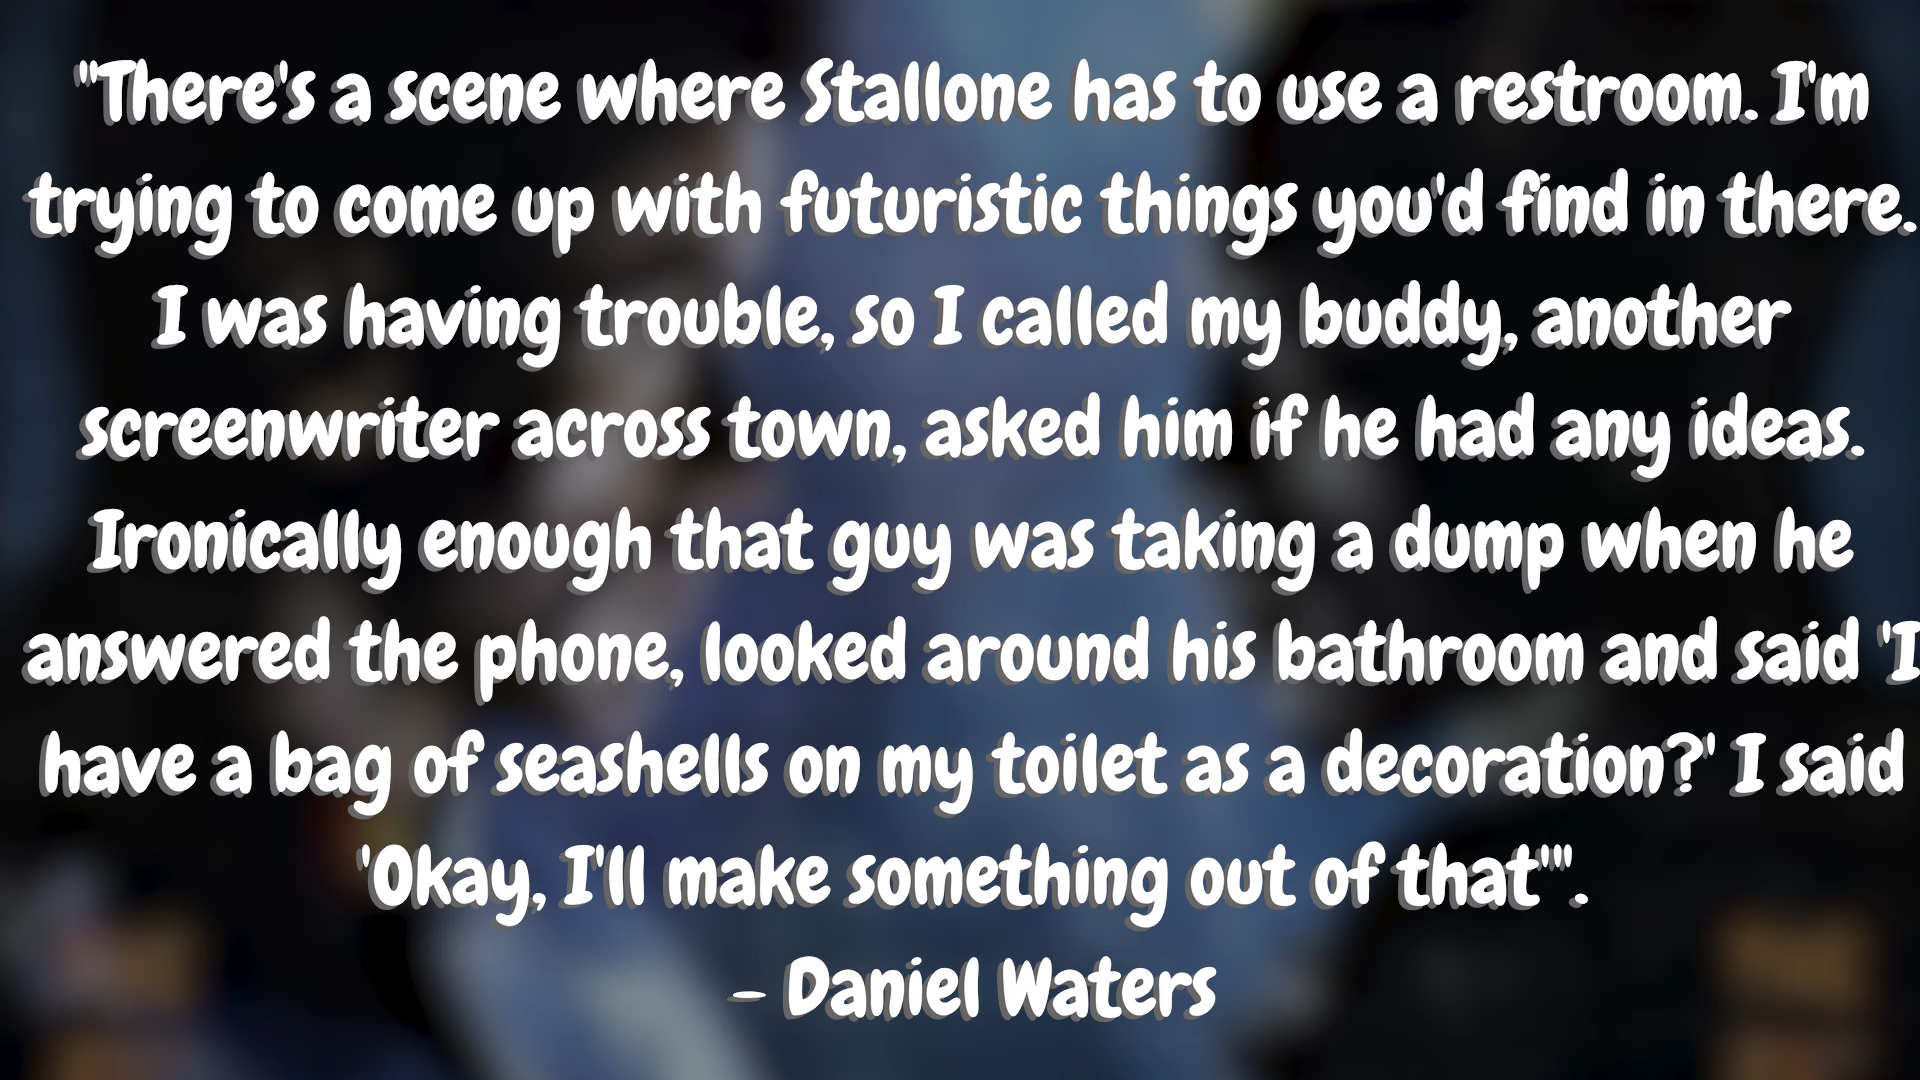 "There's a scene where Stallone has to use a restroom. I'm
trying to come up with futuristic things you'd find in there.
I was having trouble, so I called my buddy, another
screenwriter across town, asked him if he had any ideas.
Ironically enough that guy was taking a dump when he
answered the phone, looked around his bathroom and said 'I
have a bag of seashells on my toilet as a decoration?' I said
'Okay, I'll make something out of that'".
– Daniel Waters